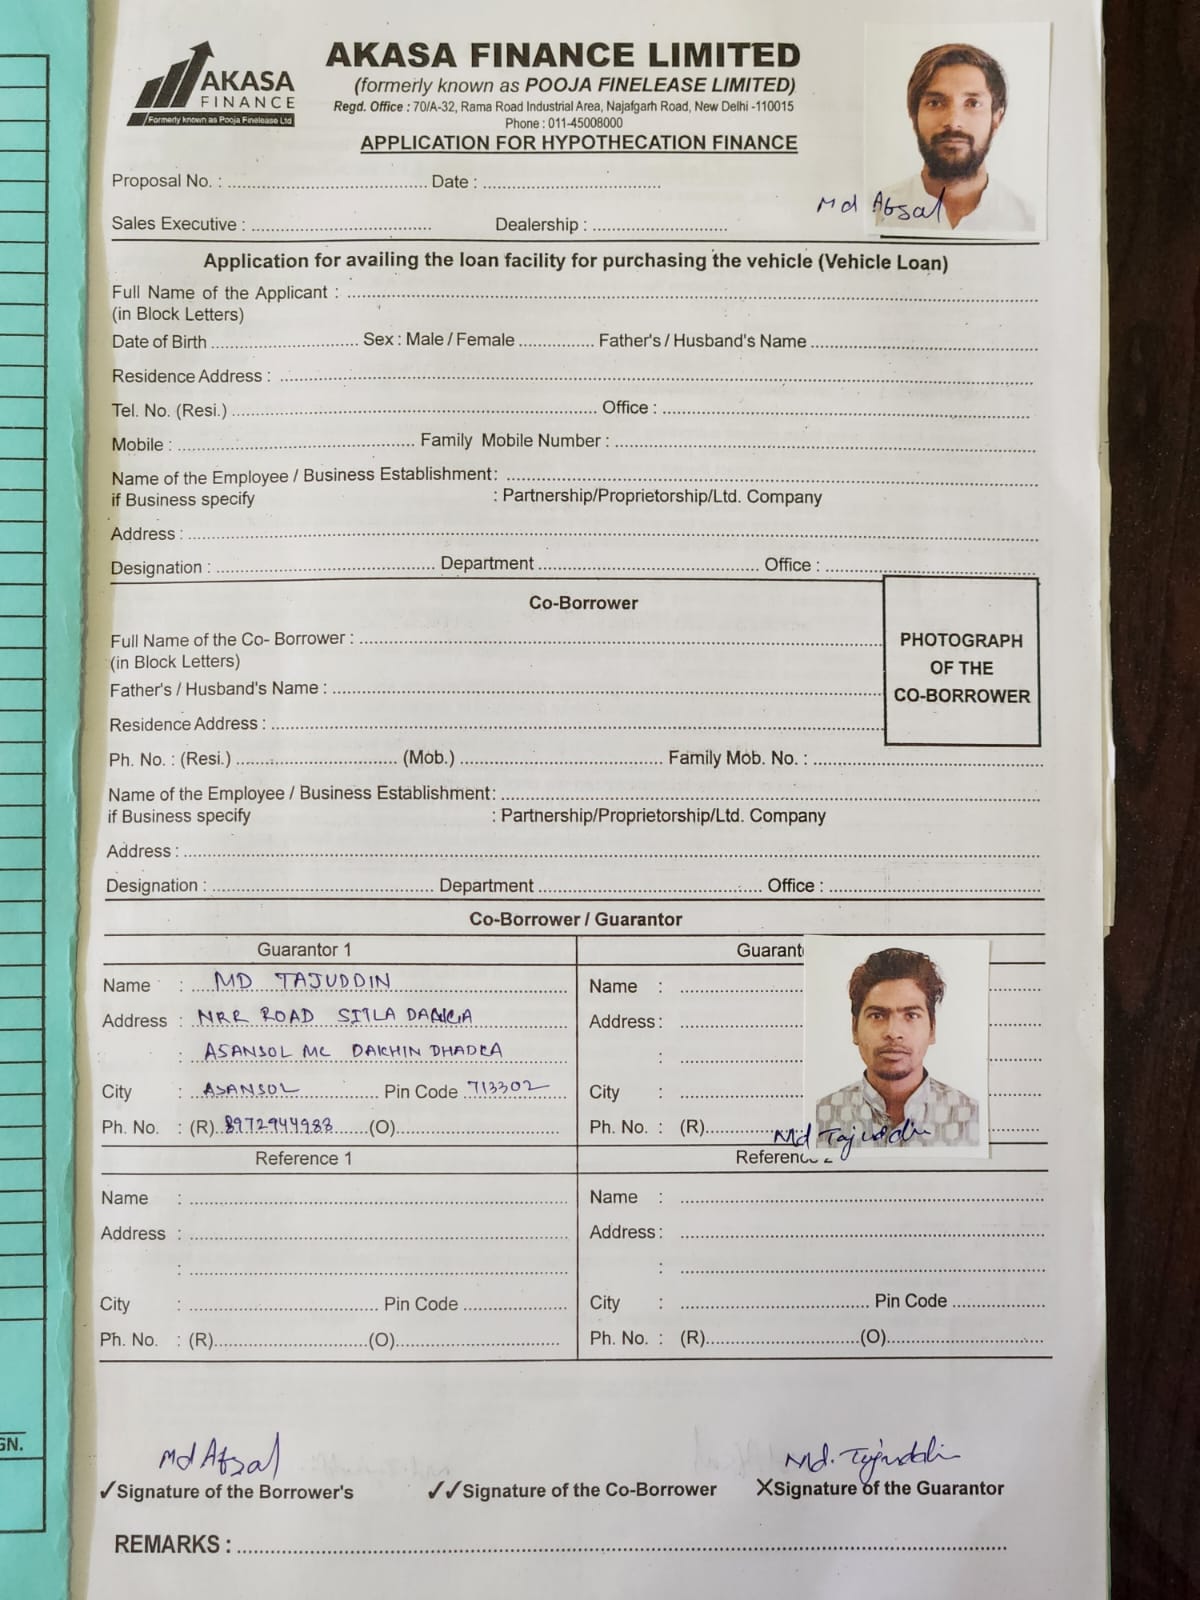 AKASA FINANCE LIMITED
AKASA
FINANCE
Formerly known as Pooja Finelease Ltd
(formerly known as POOJA FINELEASE LIMITED)
Regd. Office : 70/A-32, Rama Road Industrial Area, Najafgarh Road, New Delhi -110015
Phone : 011-45008000
APPLICATION FOR HYPOTHECATION FINANCE
Proposal No. : Date :
Md Afsal
Sales Executive : Dealership :
Application for availing the loan facility for purchasing the vehicle (Vehicle Loan)
Full Name of the Applicant :
(in Block Letters)
Date of Birth Sex : Male / Female Father's / Husband's Name
Residence Address :
Tel. No. (Resi.) Office :
Mobile : Family Mobile Number :
Name of the Employee / Business Establishment:
if Business specify : Partnership/Proprietorship/Ltd. Company
Address :
Designation : Department Office :
Co-Borrower
Full Name of the Co- Borrower :
(in Block Letters)
PHOTOGRAPH
OF THE
CO-BORROWER
Father's / Husband's Name :
Residence Address :
Ph. No. : (Resi.) (Mob.) Family Mob. No. :
Name of the Employee / Business Establishment:
if Business specify : Partnership/Proprietorship/Ltd. Company
Address :
Designation : Department Office :
Co-Borrower / Guarantor
Guarantor 1 Guarant
Name : MD TAJUDDIN Name :
Address : NRR ROAD SITLA DANGA Address :
: ASANSOL MC DAKHIN DHADKA :
City : ASANSOL Pin Code 713302 City :
Ph. No. : (R) 8972944988 (O) Ph. No. : (R)
Md Tajuddin
Reference 1 Reference 2
Name : Name :
Address : Address :
: :
City : Pin Code City : Pin Code
Ph. No. : (R) (O) Ph. No. : (R) (O)
Md Afsal Md. Tajuddin
✓Signature of the Borrower's ✓✓Signature of the Co-Borrower XSignature of the Guarantor
REMARKS :
GN.